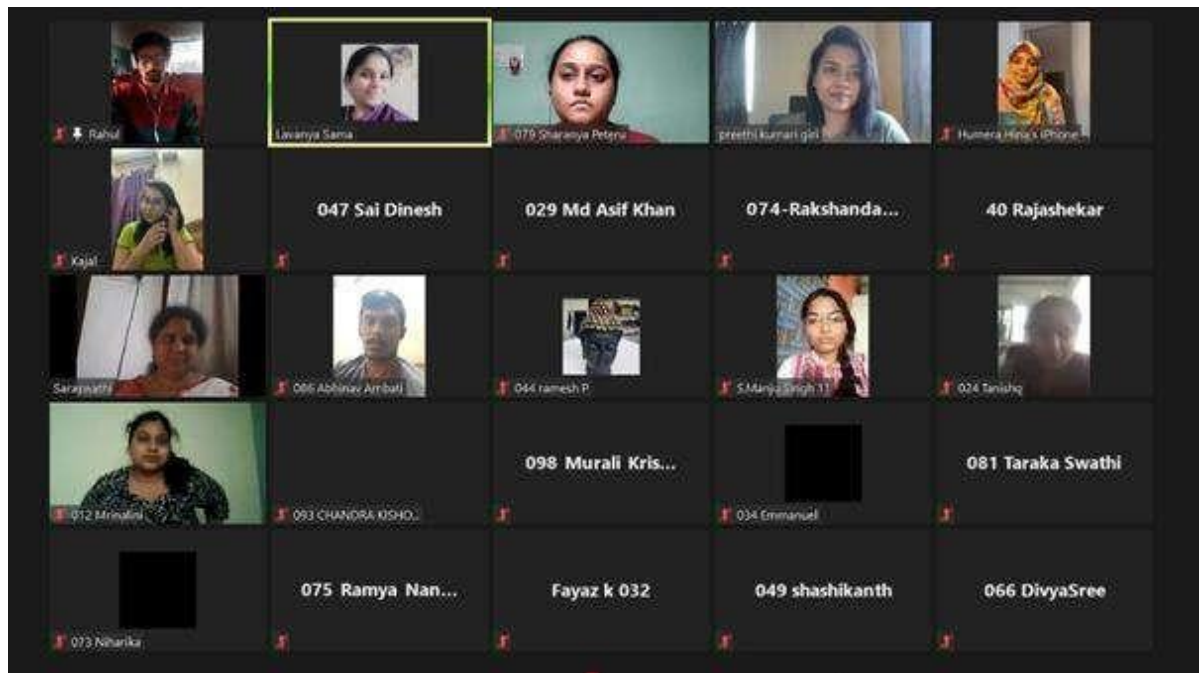 Rahul
Lavanya Sama
079 Sharanya Peteru
preethi kumari giri
Humera Hina's iPhone
Kajal
047 Sai Dinesh
029 Md Asif Khan
074-Rakshanda...
40 Rajashekar
Saraswathi
086 Abhinav Ambati
044 ramesh P
S.Manju Singh 11
024 Tanishq
012 Mrinalini
093 CHANDRA KISHO...
098 Murali Kris...
034 Emmanuel
081 Taraka Swathi
073 Niharika
075 Ramya Nan...
Fayaz k 032
049 shashikanth
066 DivyaSree